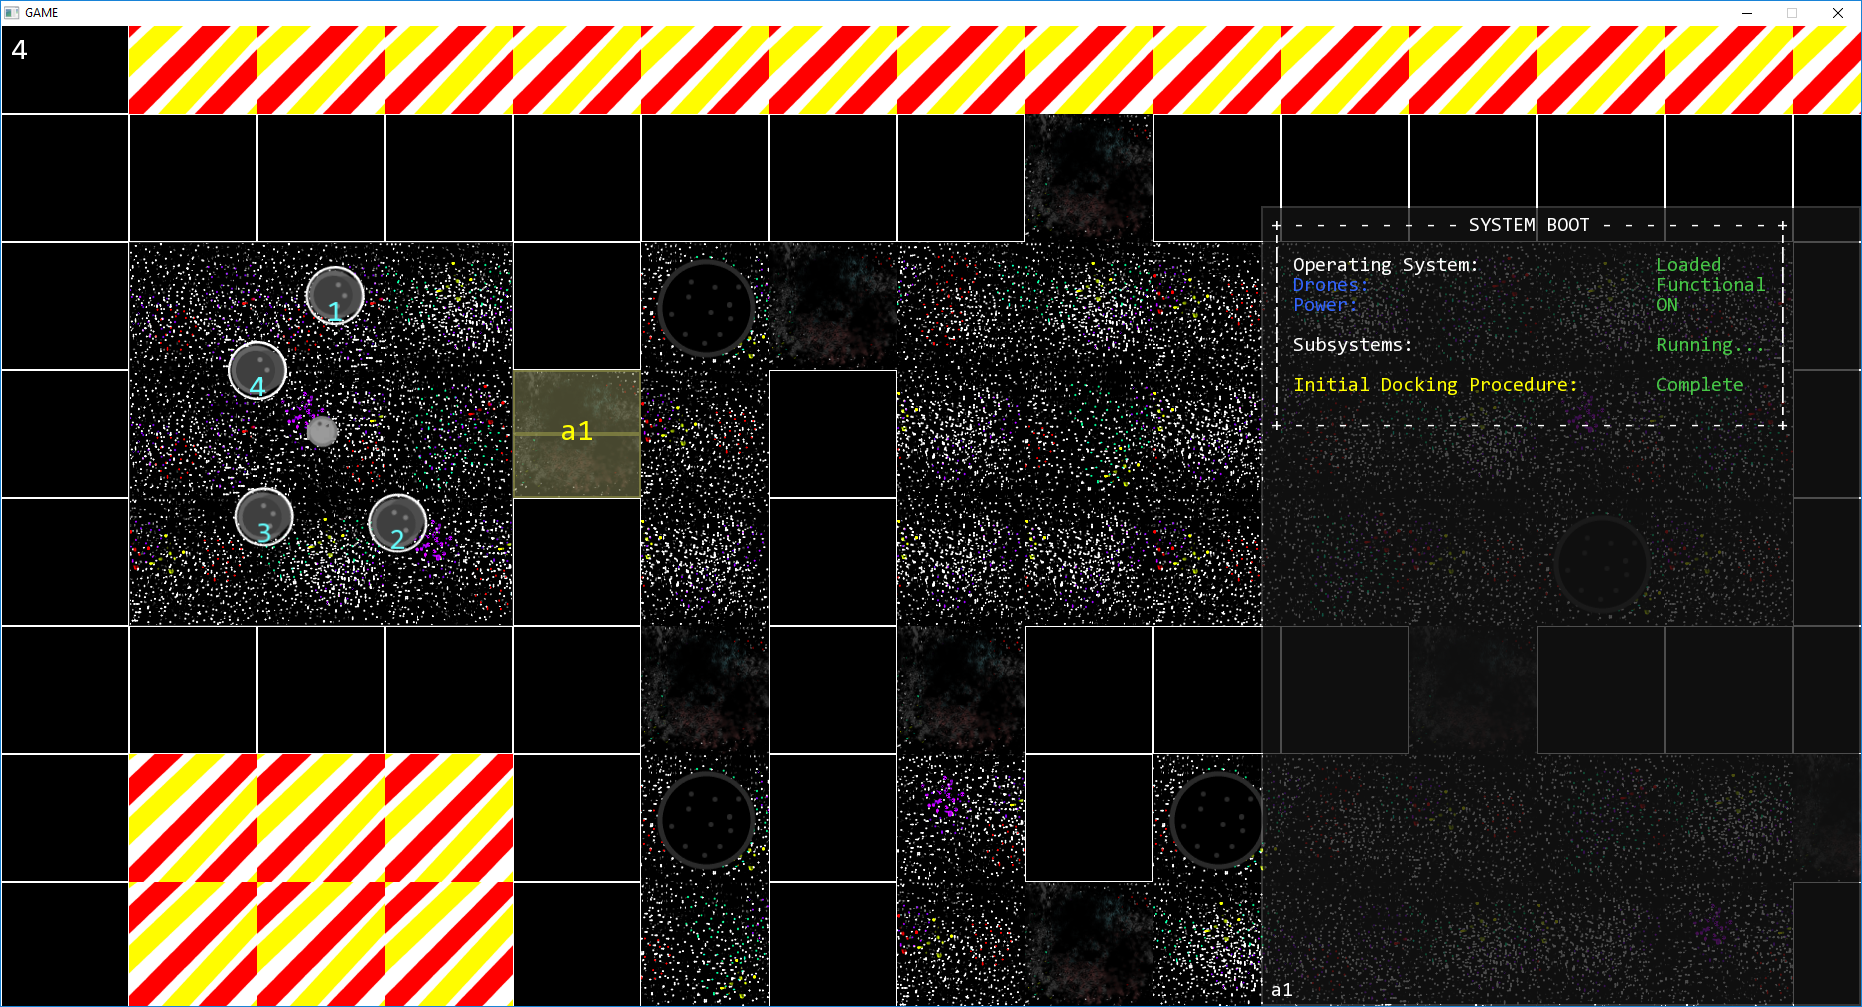 GAME
4
1
4
a1
3
2
SYSTEM BOOT
Operating System: Loaded
Drones: Functional
Power: ON
Subsystems: Running...
Initial Docking Procedure: Complete
a1